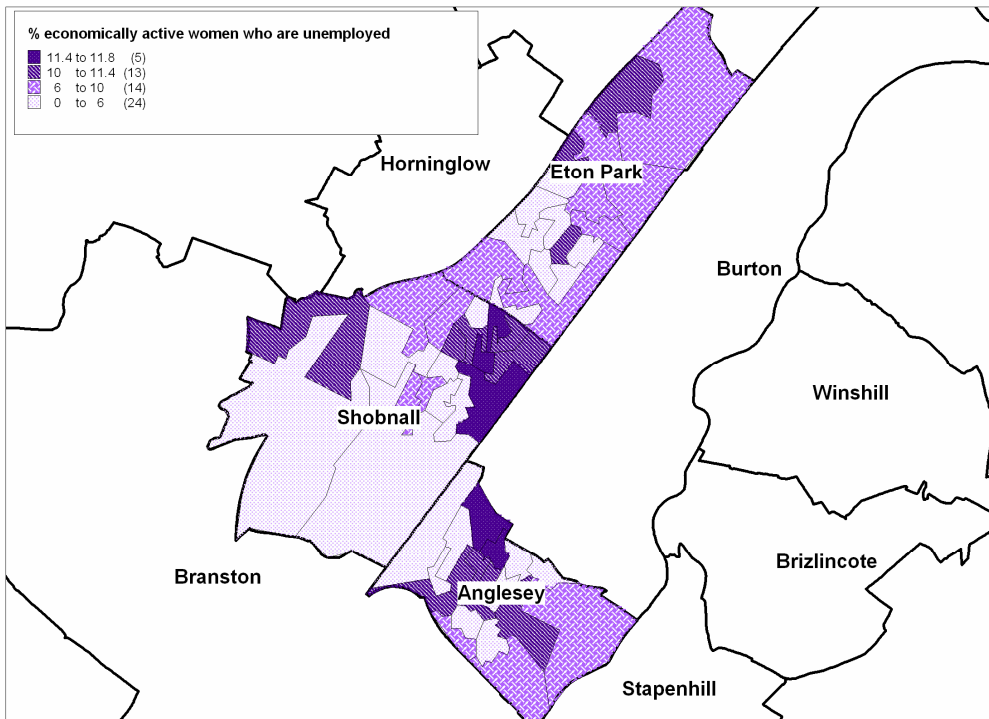 % economically active women who are unemployed
11.4 to 11.8 (5)
10 to 11.4 (13)
6 to 10 (14)
0 to 6 (24)
Horninglow
Eton Park
Burton
Winshill
Shobnall
Brizlincote
Branston
Anglesey
Stapenhill